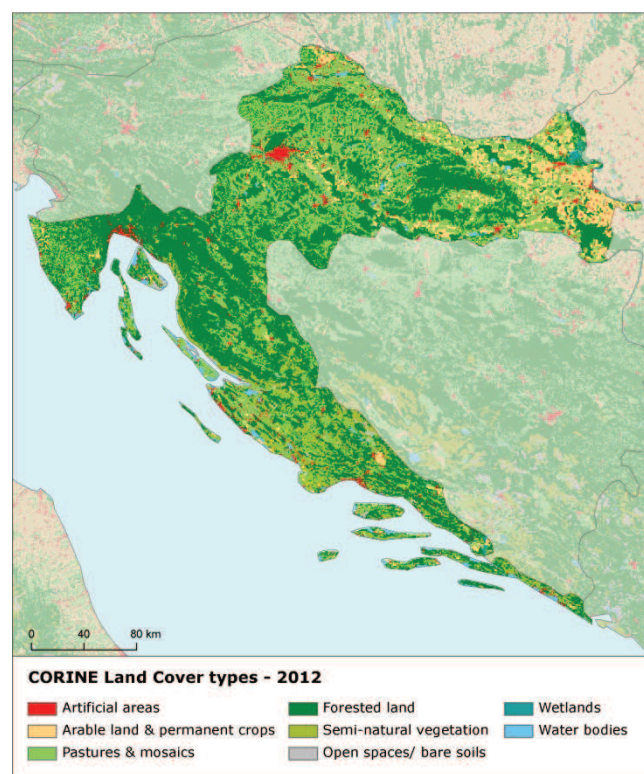 0 40 80 km
CORINE Land Cover types - 2012
Artificial areas
Arable land & permanent crops
Pastures & mosaics
Forested land
Semi-natural vegetation
Open spaces/ bare soils
Wetlands
Water bodies